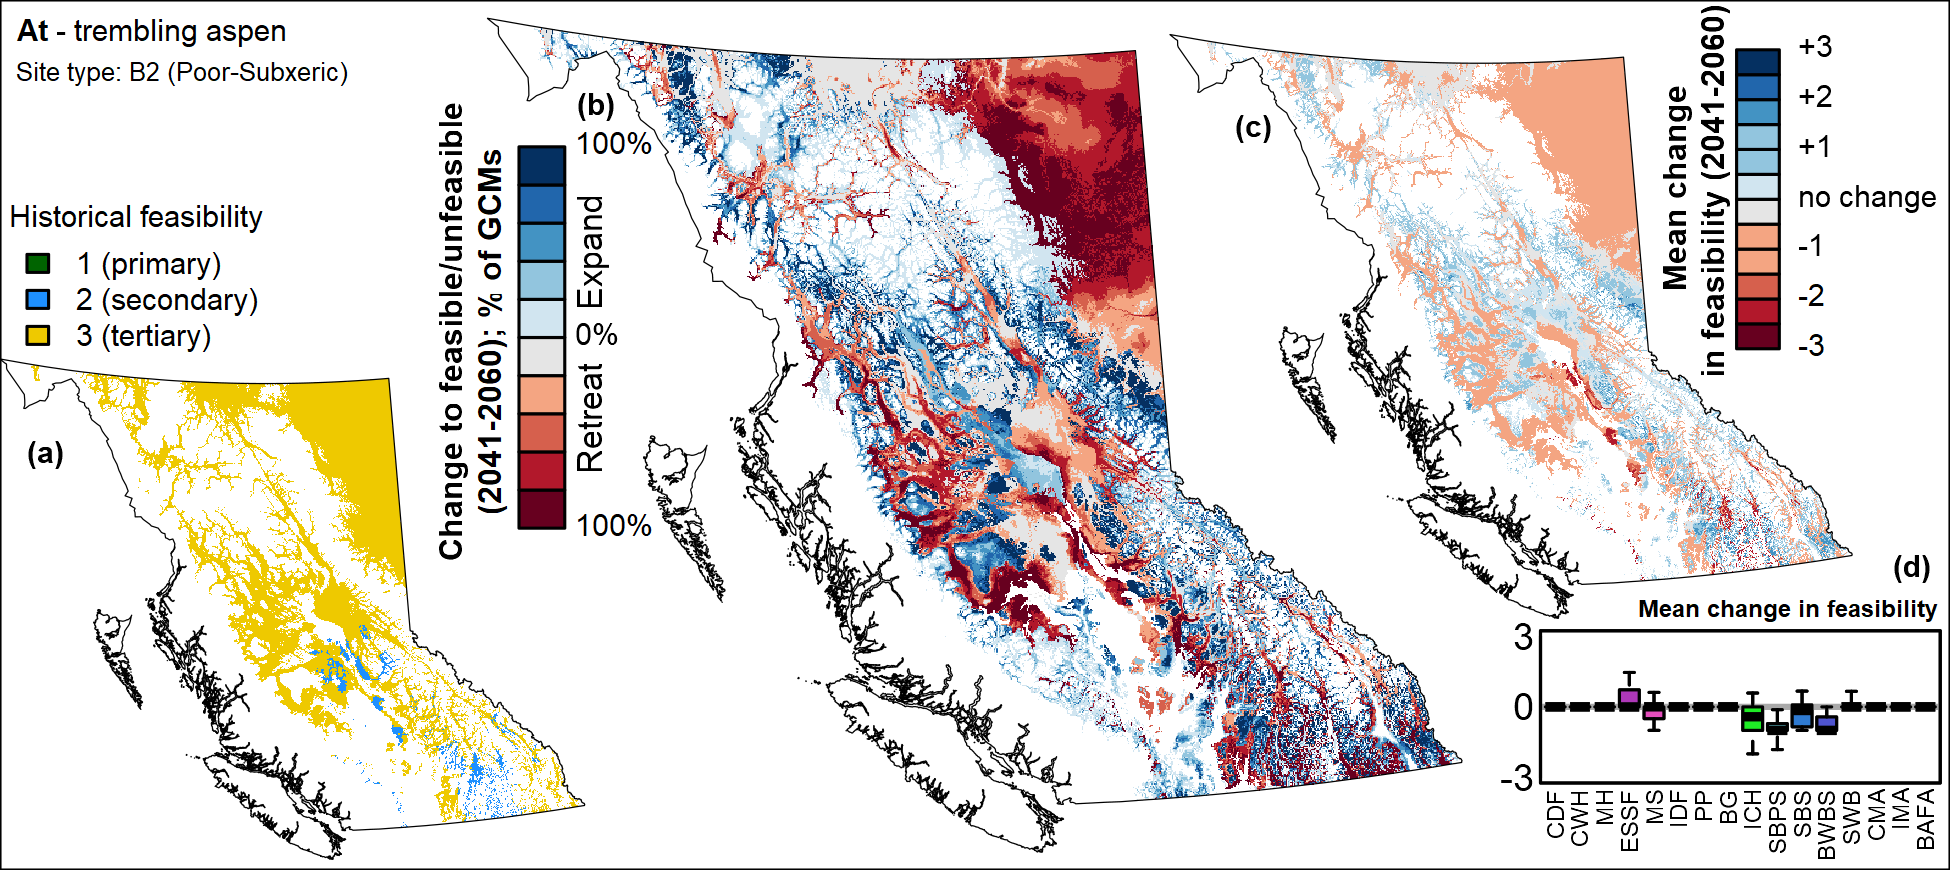 At - trembling aspen
Site type: B2 (Poor-Subxeric)
Historical feasibility
1 (primary)
2 (secondary)
3 (tertiary)
(a)
(b)
Change to feasible/unfeasible
(2041-2060); % of GCMs
100%
Expand
0%
Retreat
100%
(c)
Mean change
in feasibility (2041-2060)
+3
+2
+1
no change
-1
-2
-3
(d)
Mean change in feasibility
3
0
-3
CDF
CWH
MH
ESSF
MS
IDF
PP
BG
ICH
SBPS
SBS
BWBS
SWB
CMA
IMA
BAFA